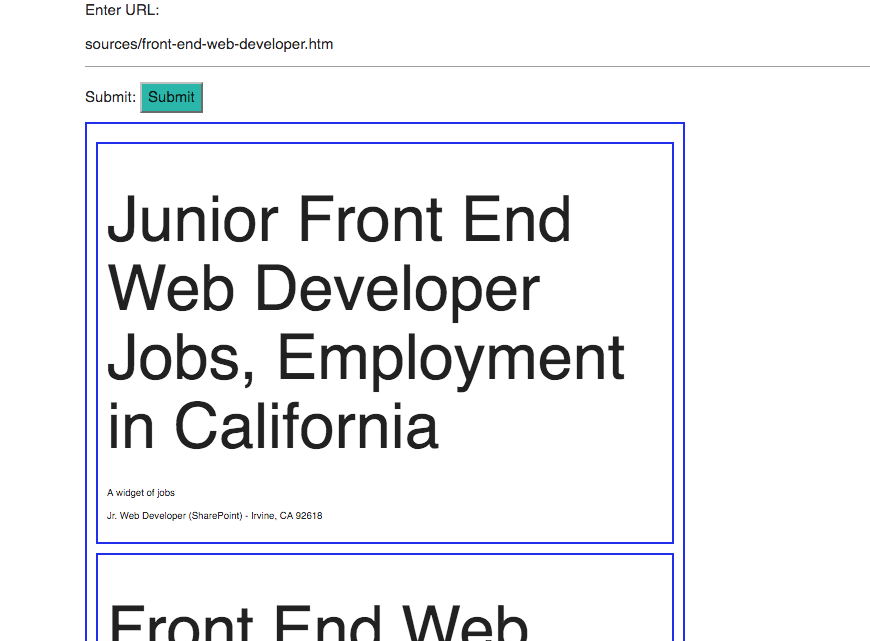 Enter URL:
sources/front-end-web-developer.htm
Submit: Submit
Junior Front End
Web Developer
Jobs, Employment
in California
A widget of jobs
Jr. Web Developer (SharePoint) - Irvine, CA 92618
Front End Web